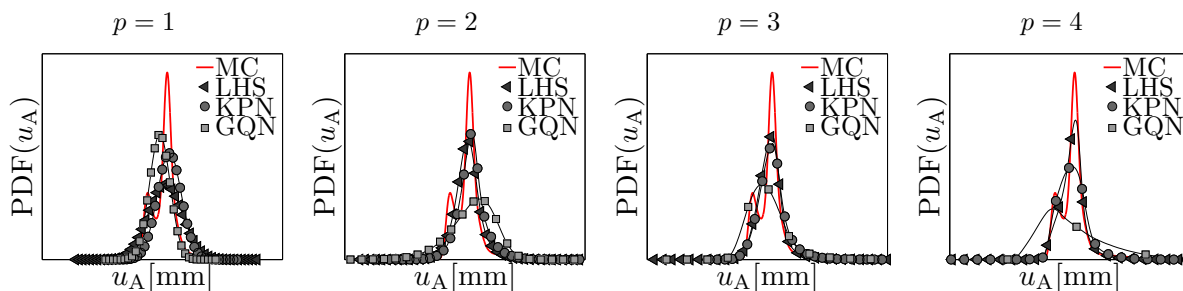 p = 1
PDF(u_A)
MC
LHS
KPN
GQN
u_A[mm]
p = 2
PDF(u_A)
MC
LHS
KPN
GQN
u_A[mm]
p = 3
PDF(u_A)
MC
LHS
KPN
GQN
u_A[mm]
p = 4
PDF(u_A)
MC
LHS
KPN
GQN
u_A[mm]